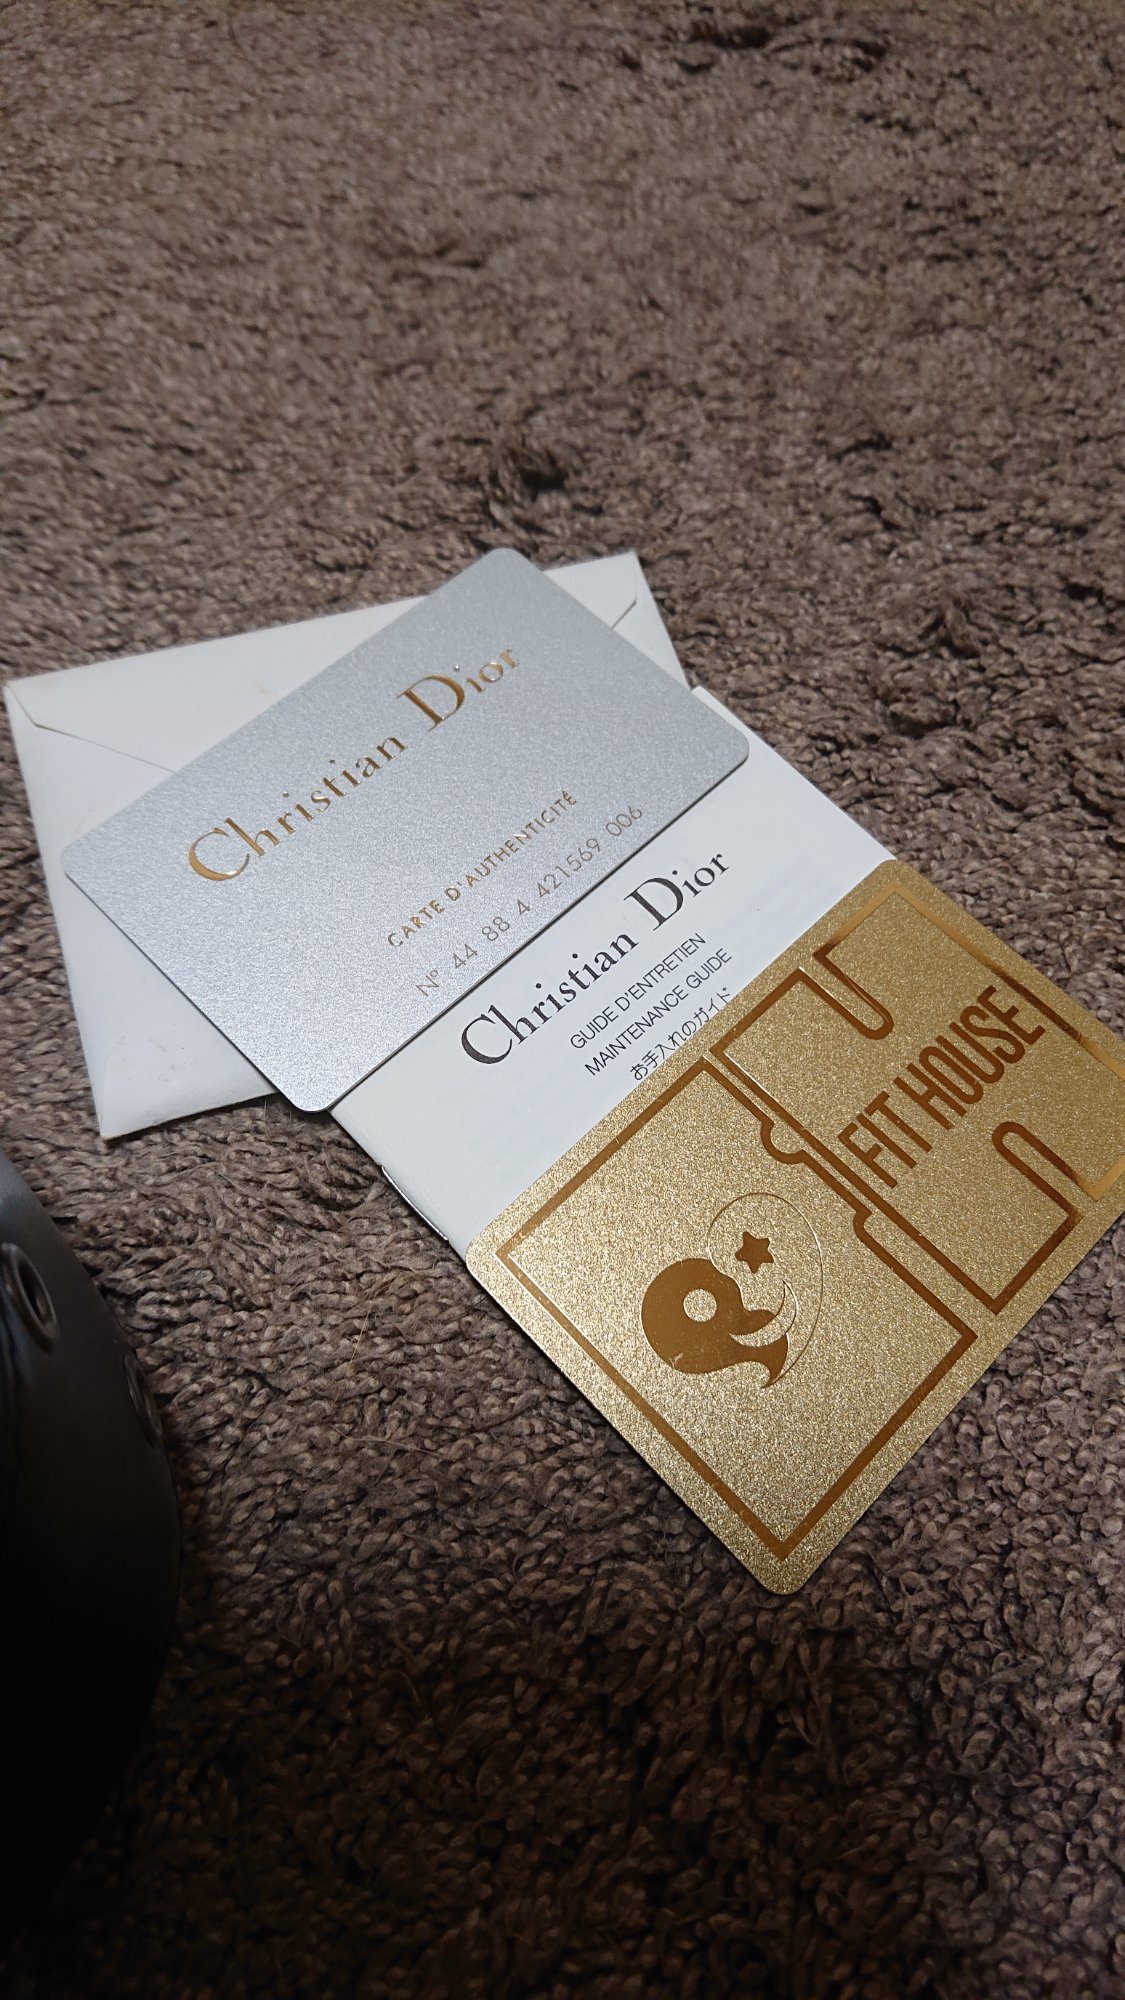 Christian Dior
CARTE D'AUTHENTICITÉ
N° 44 88 4 421569 006
Christian Dior
GUIDE D'ENTRETIEN
MAINTENANCE GUIDE
お手入れのガイド
FIT HOUSE